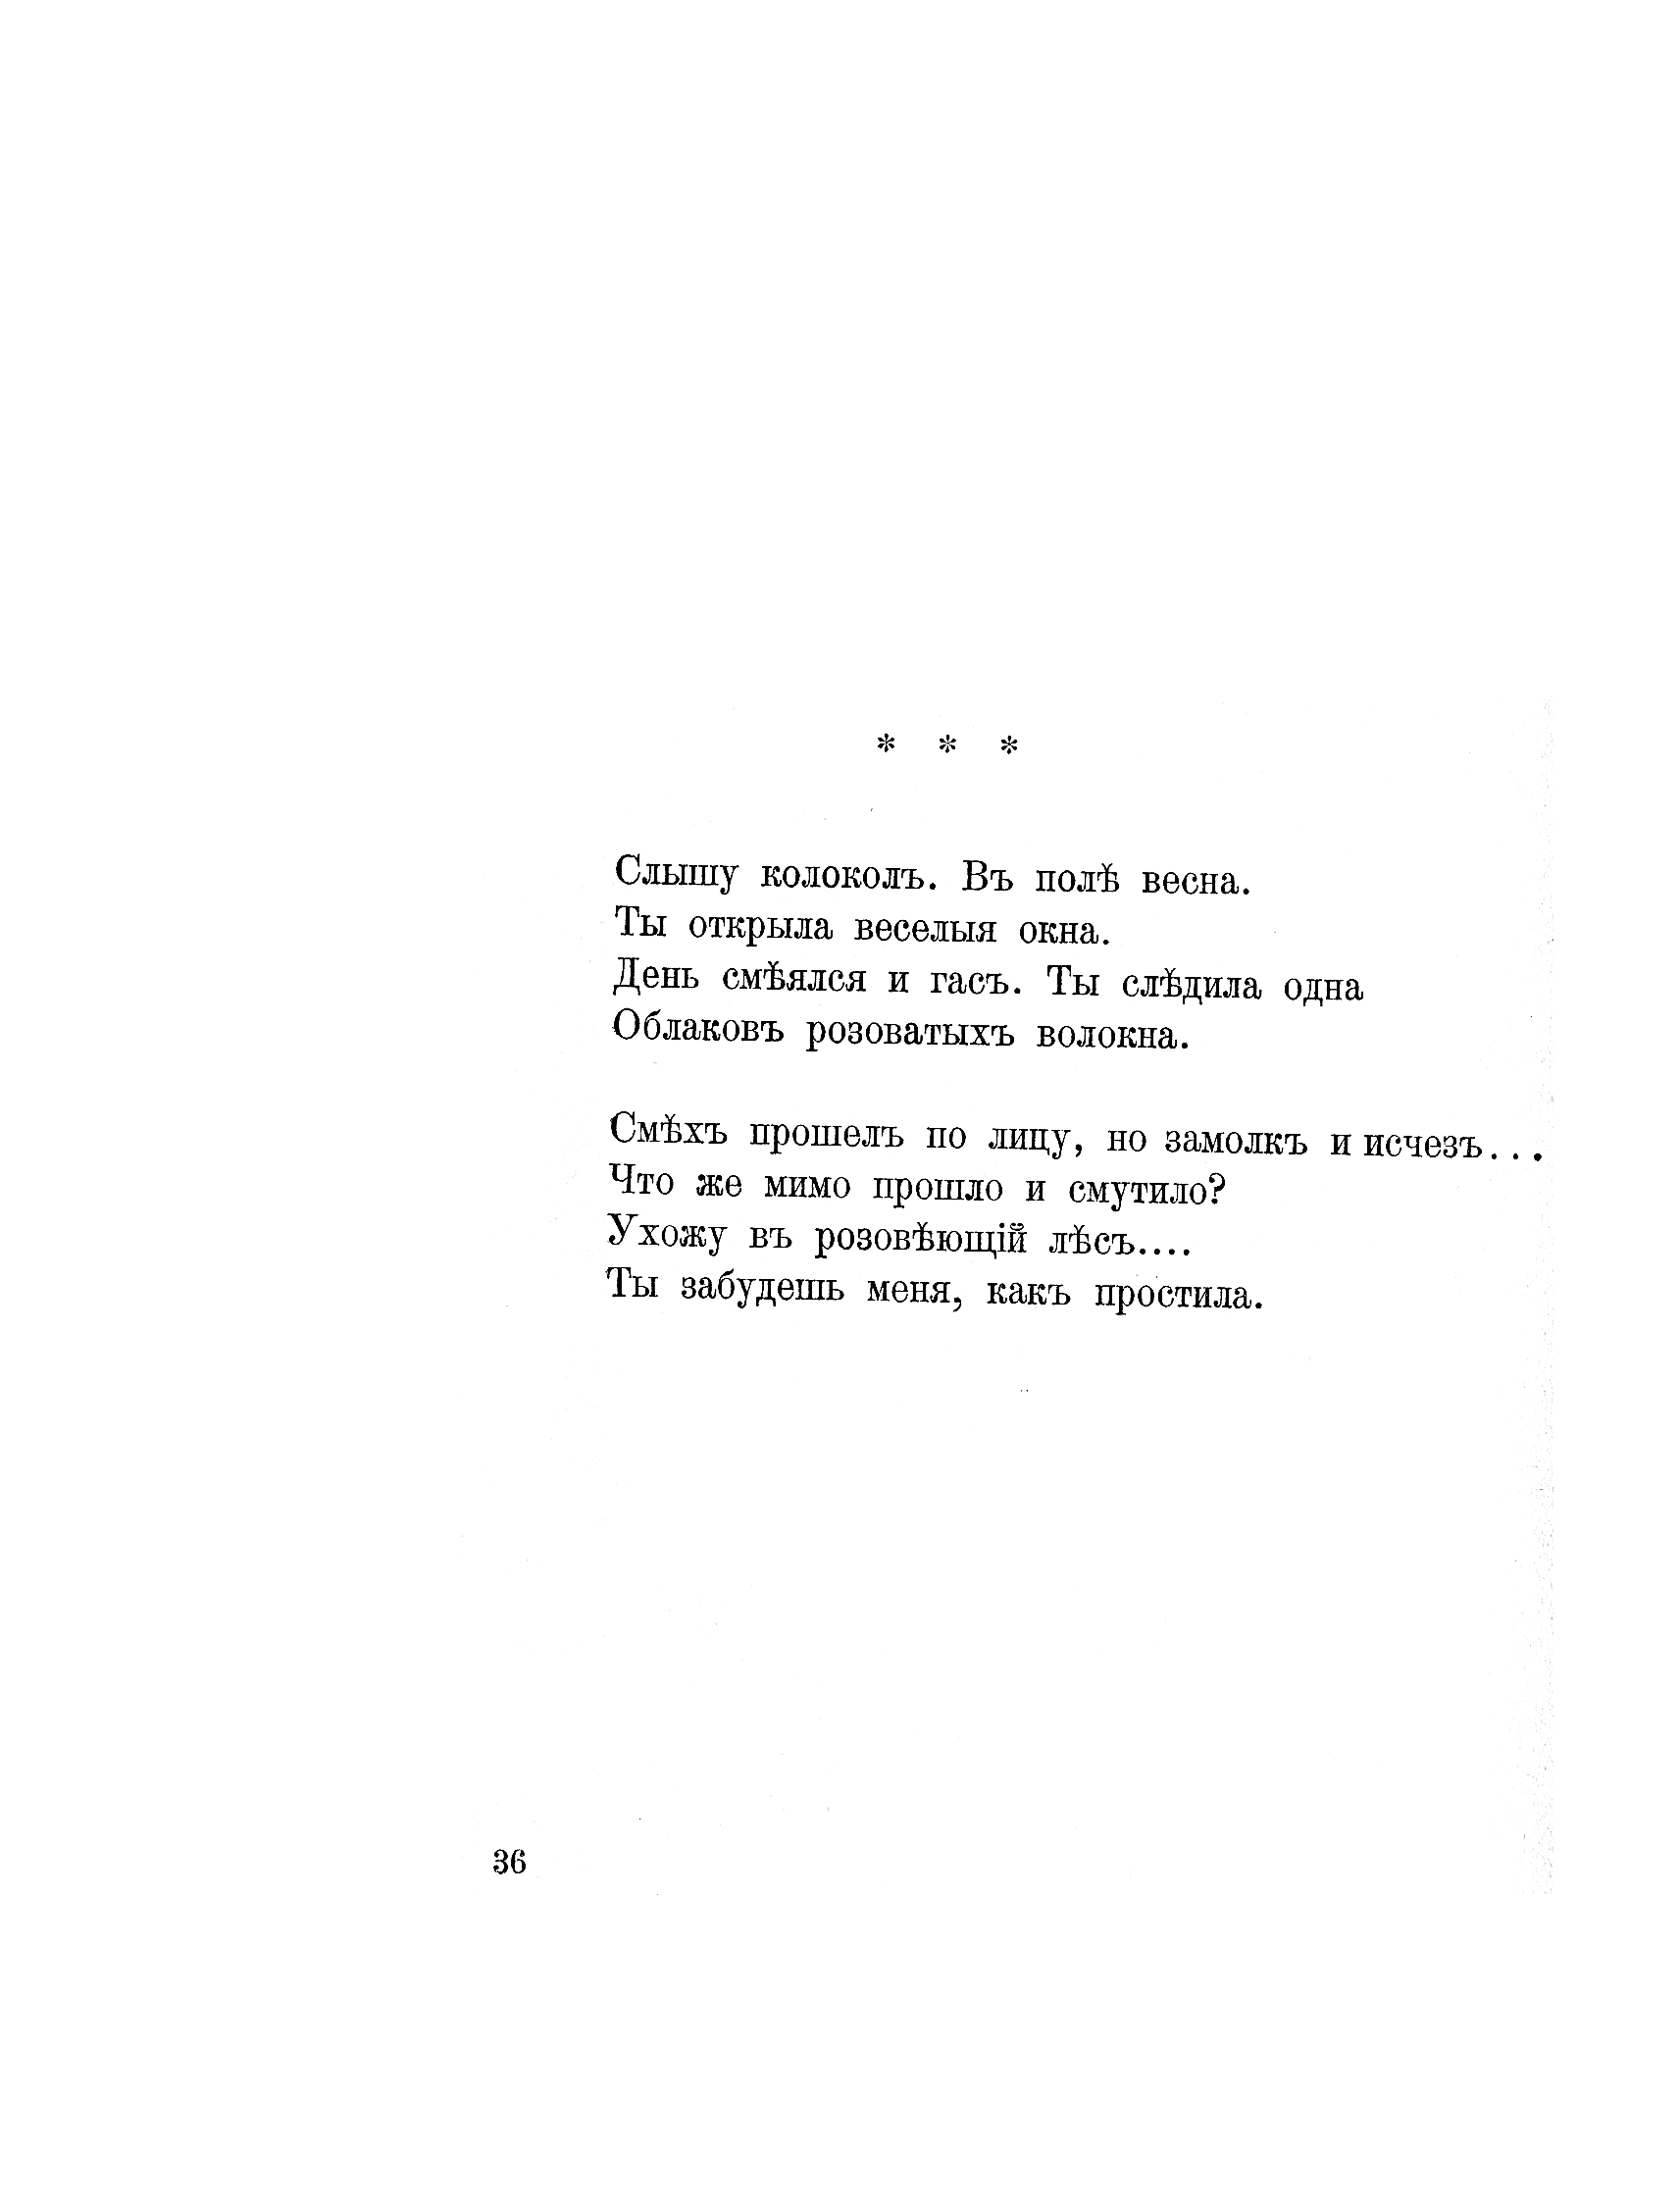 * * *
Слышу колоколъ. Въ полѣ весна.
Ты открыла веселыя окна.
День смѣялся и гасъ. Ты слѣдила одна
Облаковъ розоватыхъ волокна.
Смѣхъ прошелъ по лицу, но замолкъ и исчезъ...
Что же мимо прошло и смутило?
Ухожу въ розовѣющій лѣсъ....
Ты забудешь меня, какъ простила.
36